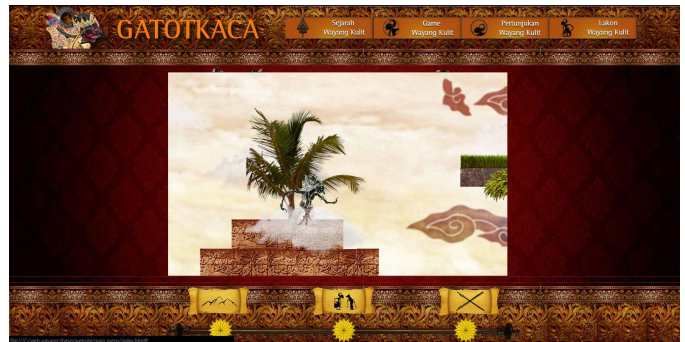 GATOTKACA
Sejarah
Wayang Kulit
Game
Wayang Kulit
Pertunjukan
Wayang Kulit
Lakon
Wayang Kulit